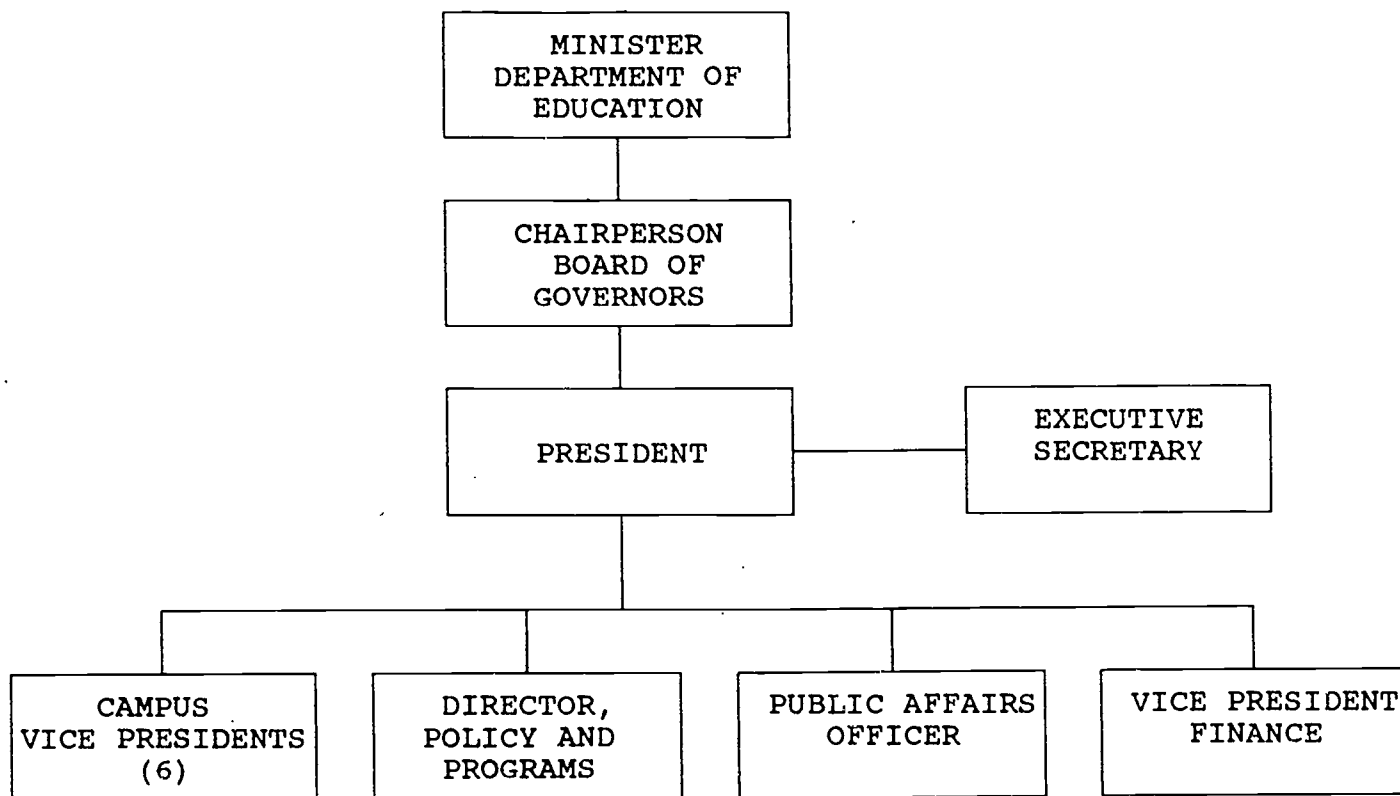 MINISTER
DEPARTMENT OF
EDUCATION
CHAIRPERSON
BOARD OF
GOVERNORS
PRESIDENT
EXECUTIVE
SECRETARY
CAMPUS
VICE PRESIDENTS
(6)
DIRECTOR,
POLICY AND
PROGRAMS
PUBLIC AFFAIRS
OFFICER
VICE PRESIDENT
FINANCE